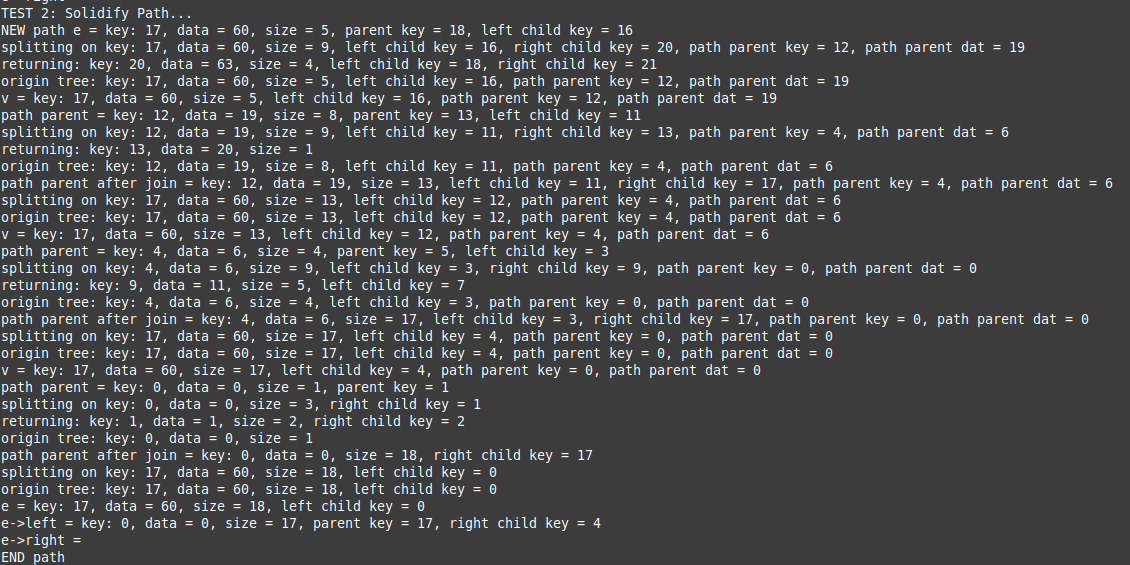 TEST 2: Solidify Path...
NEW path e = key: 17, data = 60, size = 5, parent key = 18, left child key = 16
splitting on key: 17, data = 60, size = 9, left child key = 16, right child key = 20, path parent key = 12, path parent dat = 19
returning: key: 20, data = 63, size = 4, left child key = 18, right child key = 21
origin tree: key: 17, data = 60, size = 5, left child key = 16, path parent key = 12, path parent dat = 19
v = key: 17, data = 60, size = 5, left child key = 16, path parent key = 12, path parent dat = 19
path parent = key: 12, data = 19, size = 8, parent key = 13, left child key = 11
splitting on key: 12, data = 19, size = 9, left child key = 11, right child key = 13, path parent key = 4, path parent dat = 6
returning: key: 13, data = 20, size = 1
origin tree: key: 12, data = 19, size = 8, left child key = 11, path parent key = 4, path parent dat = 6
path parent after join = key: 12, data = 19, size = 13, left child key = 11, right child key = 17, path parent key = 4, path parent dat = 6
splitting on key: 17, data = 60, size = 13, left child key = 12, path parent key = 4, path parent dat = 6
origin tree: key: 17, data = 60, size = 13, left child key = 12, path parent key = 4, path parent dat = 6
v = key: 17, data = 60, size = 13, left child key = 12, path parent key = 4, path parent dat = 6
path parent = key: 4, data = 6, size = 4, parent key = 5, left child key = 3
splitting on key: 4, data = 6, size = 9, left child key = 3, right child key = 9, path parent key = 0, path parent dat = 0
returning: key: 9, data = 11, size = 5, left child key = 7
origin tree: key: 4, data = 6, size = 4, left child key = 3, path parent key = 0, path parent dat = 0
path parent after join = key: 4, data = 6, size = 17, left child key = 3, right child key = 17, path parent key = 0, path parent dat = 0
splitting on key: 17, data = 60, size = 17, left child key = 4, path parent key = 0, path parent dat = 0
origin tree: key: 17, data = 60, size = 17, left child key = 4, path parent key = 0, path parent dat = 0
v = key: 17, data = 60, size = 17, left child key = 4, path parent key = 0, path parent dat = 0
path parent = key: 0, data = 0, size = 1, parent key = 1
splitting on key: 0, data = 0, size = 3, right child key = 1
returning: key: 1, data = 1, size = 2, right child key = 2
origin tree: key: 0, data = 0, size = 1
path parent after join = key: 0, data = 0, size = 18, right child key = 17
splitting on key: 17, data = 60, size = 18, left child key = 0
origin tree: key: 17, data = 60, size = 18, left child key = 0
e = key: 17, data = 60, size = 18, left child key = 0
e->left = key: 0, data = 0, size = 17, parent key = 17, right child key = 4
e->right =
END path